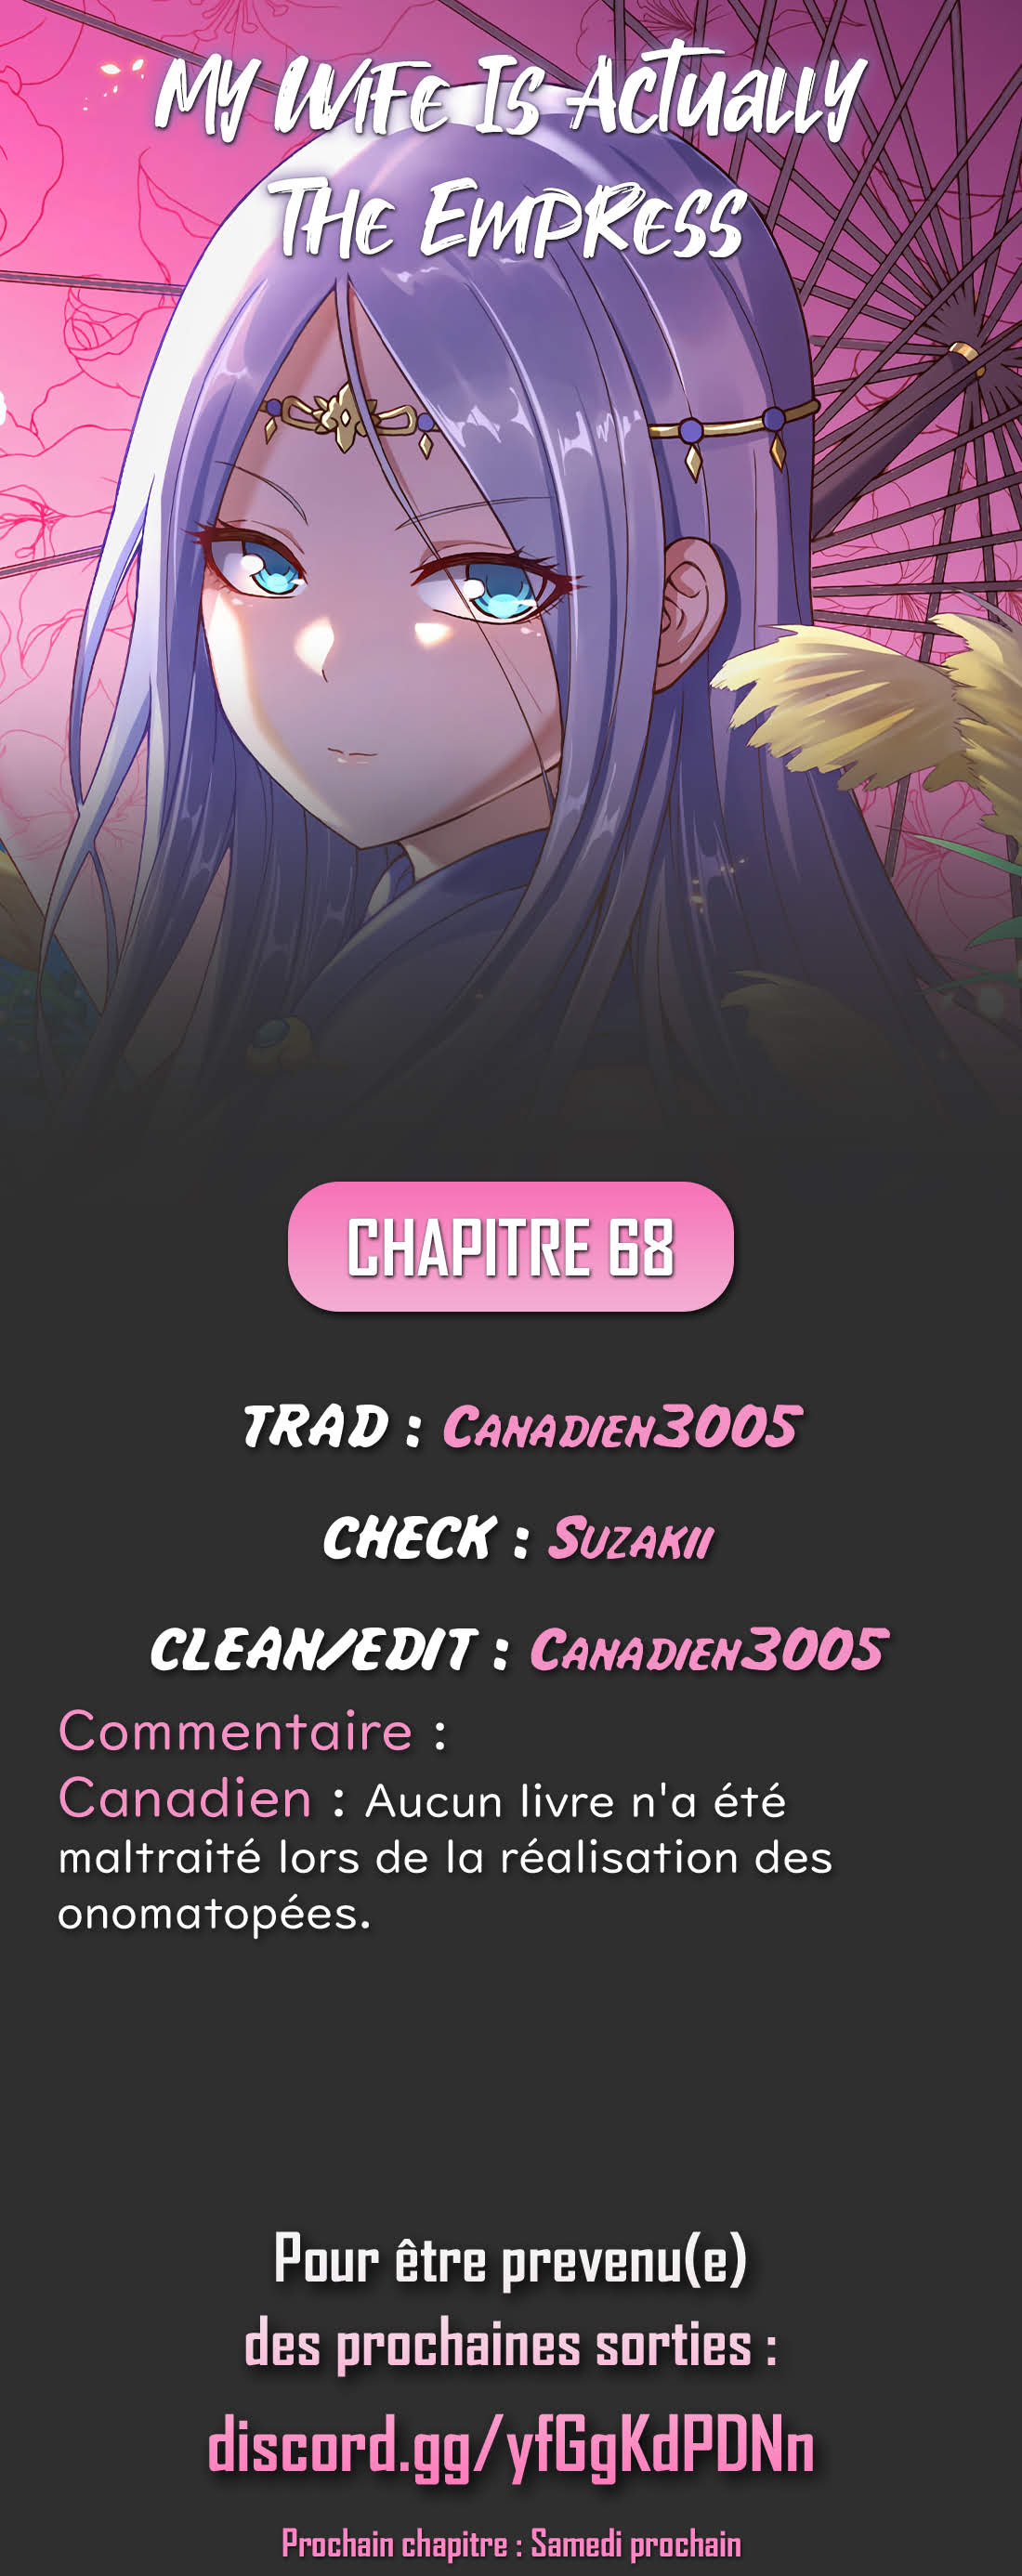 My Wife Is Actually
The Empress
CHAPITRE 68
TRAD : Canadien3005
CHECK : Suzakii
CLEAN/EDIT : Canadien3005
Commentaire :
Canadien : Aucun livre n'a été
maltraité lors de la réalisation des
onomatopées.
Pour être prevenu(e)
des prochaines sorties :
discord.gg/yfGgKdPDNn
Prochain chapitre : Samedi prochain